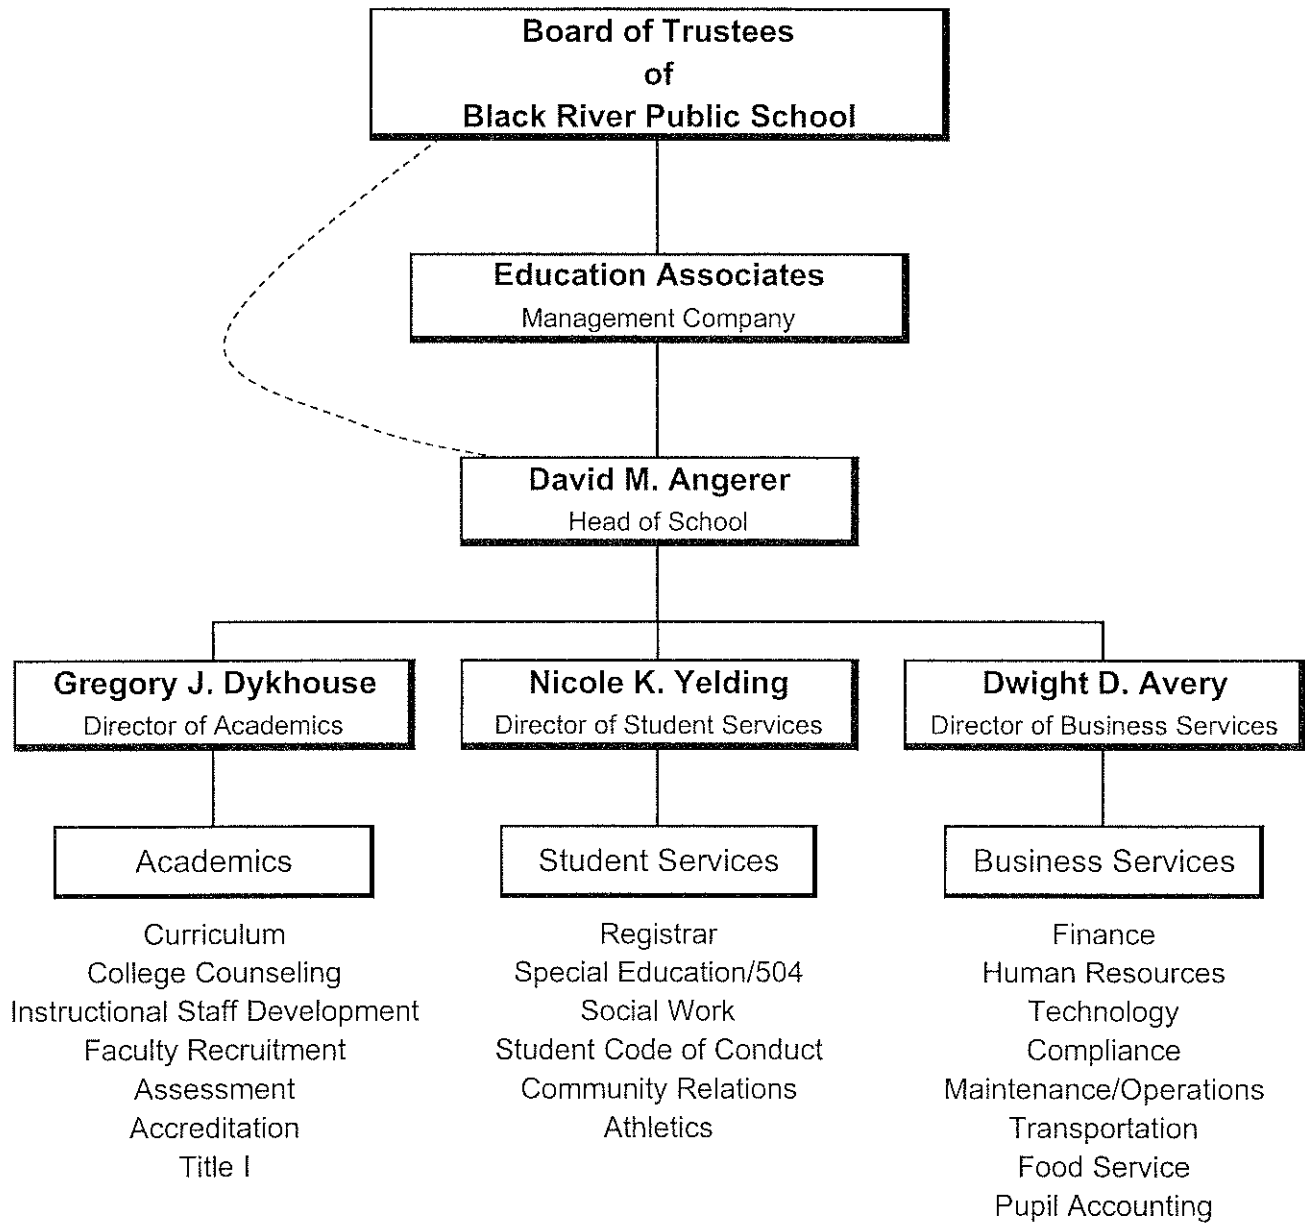 Board of Trustees
of
Black River Public School
Education Associates
Management Company
David M. Angerer
Head of School
Gregory J. Dykhouse
Director of Academics
Nicole K. Yelding
Director of Student Services
Dwight D. Avery
Director of Business Services
Academics
Curriculum
College Counseling
Instructional Staff Development
Faculty Recruitment
Assessment
Accreditation
Title I
Student Services
Registrar
Special Education/504
Social Work
Student Code of Conduct
Community Relations
Athletics
Business Services
Finance
Human Resources
Technology
Compliance
Maintenance/Operations
Transportation
Food Service
Pupil Accounting